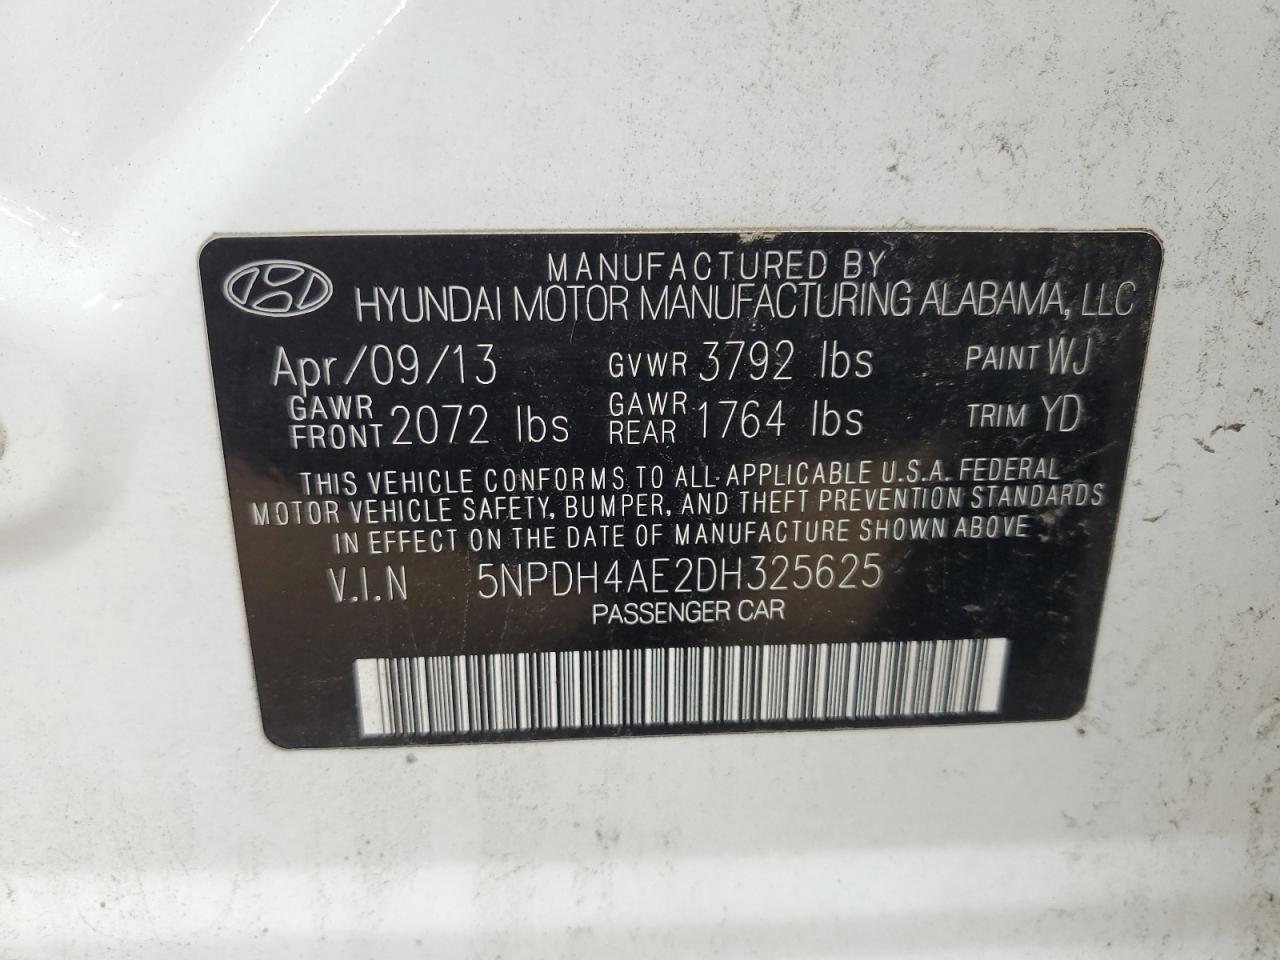 MANUFACTURED BY
HYUNDAI MOTOR MANUFACTURING ALABAMA, LLC
Apr/09/13 GVWR 3792 lbs PAINT WJ
GAWR FRONT 2072 lbs GAWR REAR 1764 lbs TRIM YD
THIS VEHICLE CONFORMS TO ALL APPLICABLE U.S.A. FEDERAL
MOTOR VEHICLE SAFETY, BUMPER, AND THEFT PREVENTION STANDARDS
IN EFFECT ON THE DATE OF MANUFACTURE SHOWN ABOVE
V.I.N 5NPDH4AE2DH325625
PASSENGER CAR